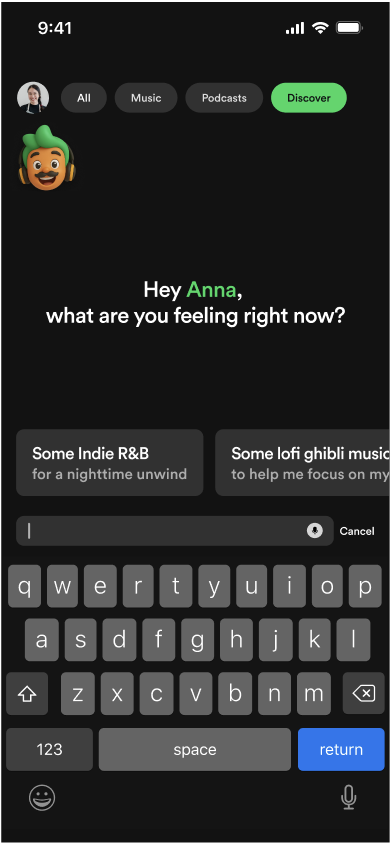 9:41
All
Music
Podcasts
Discover
Hey Anna,
what are you feeling right now?
Some Indie R&B
for a nighttime unwind
Some lofi ghibli music
to help me focus on my
Cancel
q w e r t y u i o p
a s d f g h j k l
z x c v b n m
123
space
return